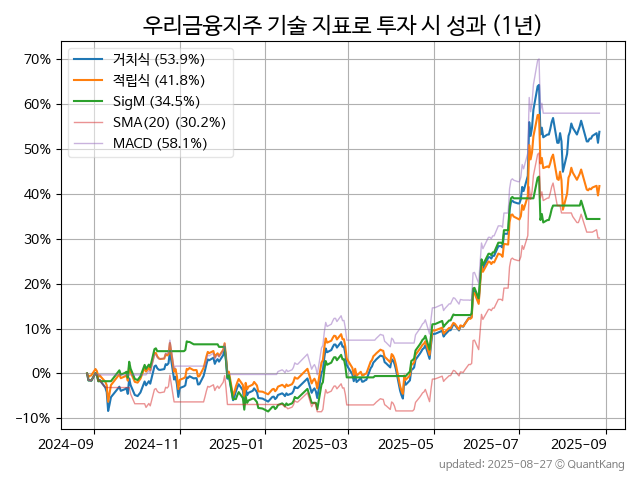 우리금융지주 기술 지표로 투자 시 성과 (1년)
거치식 (53.9%)
적립식 (41.8%)
SigM (34.5%)
SMA(20) (30.2%)
MACD (58.1%)
70%
60%
50%
40%
30%
20%
10%
0%
−10%
2024-09 2024-11 2025-01 2025-03 2025-05 2025-07 2025-09
updated: 2025-08-27 © QuantKang